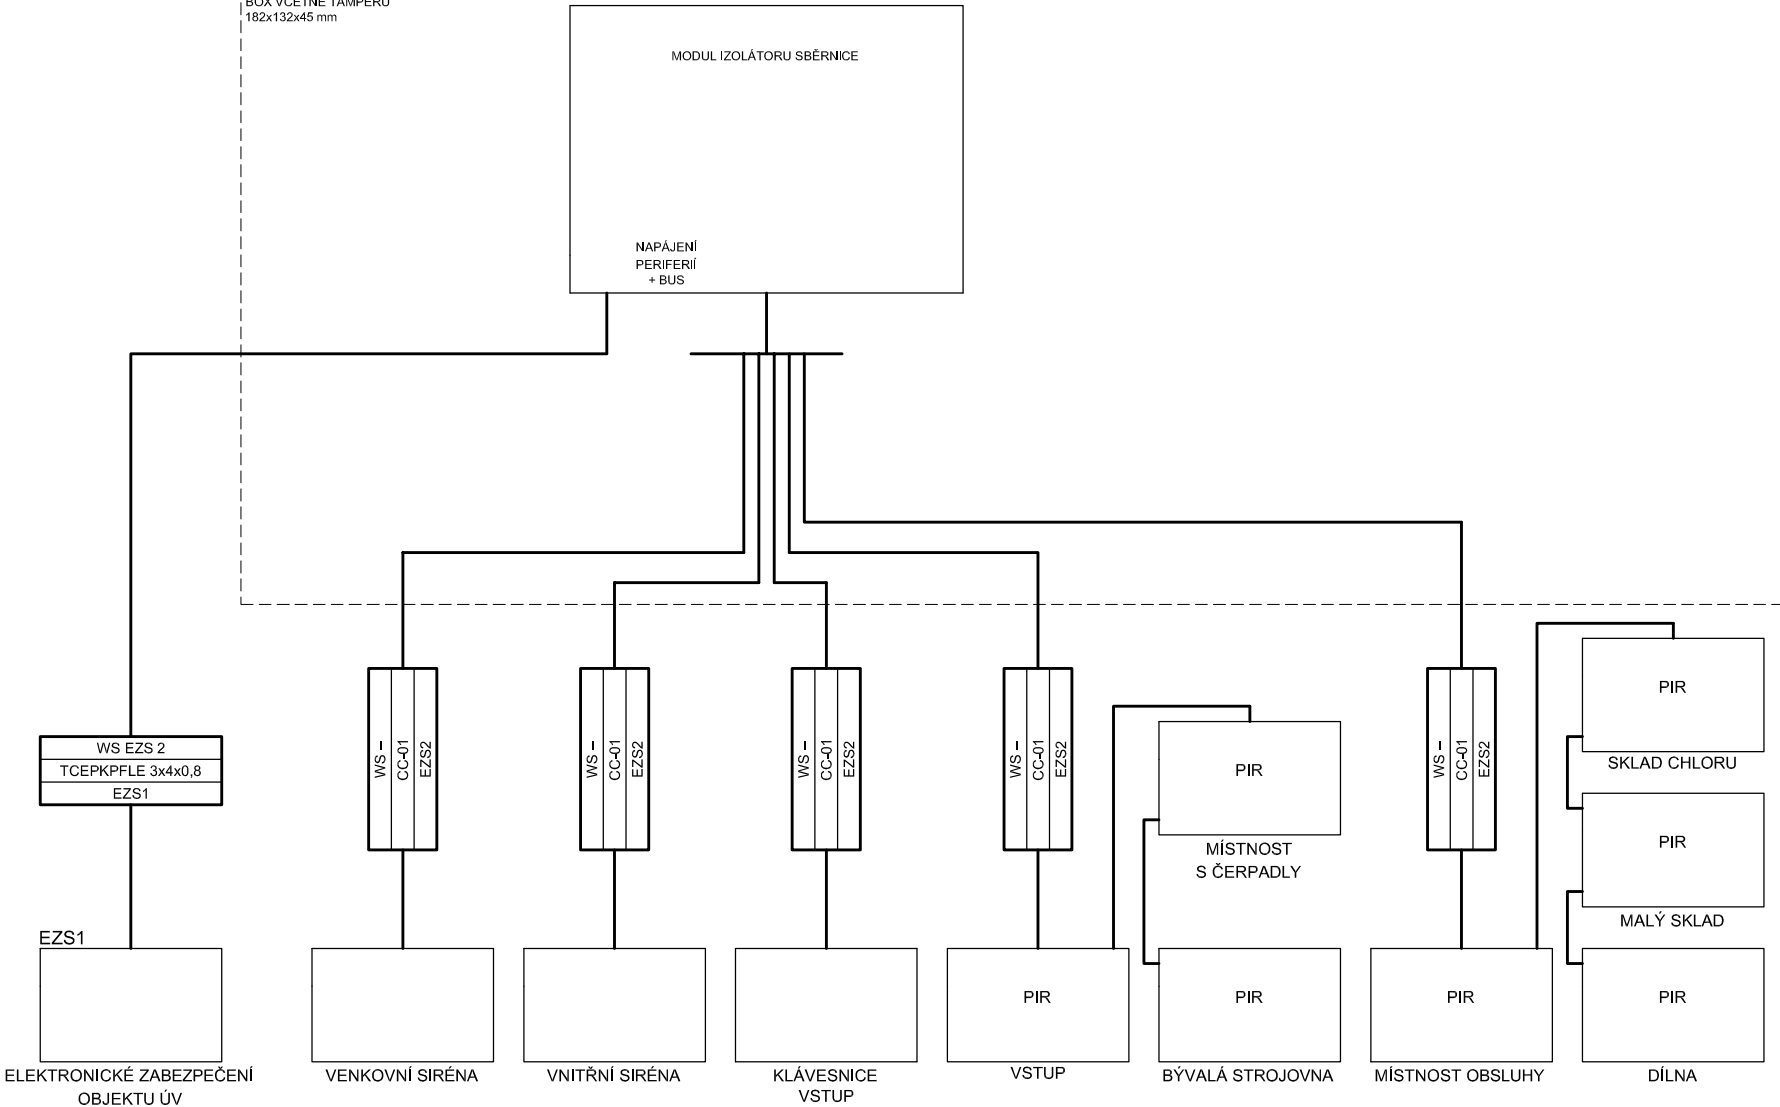 BOX VČETNĚ TAMPERU
182x132x45 mm
MODUL IZOLÁTORU SBĚRNICE
NAPÁJENÍ
PERIFERIÍ
+ BUS
WS EZS 2
TCEPKPFLE 3x4x0,8
EZS1
WS –
CC-01
EZS2
WS –
CC-01
EZS2
WS –
CC-01
EZS2
WS –
CC-01
EZS2
WS –
CC-01
EZS2
PIR
SKLAD CHLORU
PIR
MÍSTNOST
S ČERPADLY
PIR
MALÝ SKLAD
EZS1
ELEKTRONICKÉ ZABEZPEČENÍ
OBJEKTU ÚV
VENKOVNÍ SIRÉNA
VNITŘNÍ SIRÉNA
KLÁVESNICE
VSTUP
PIR
VSTUP
PIR
BÝVALÁ STROJOVNA
PIR
MÍSTNOST OBSLUHY
PIR
DÍLNA